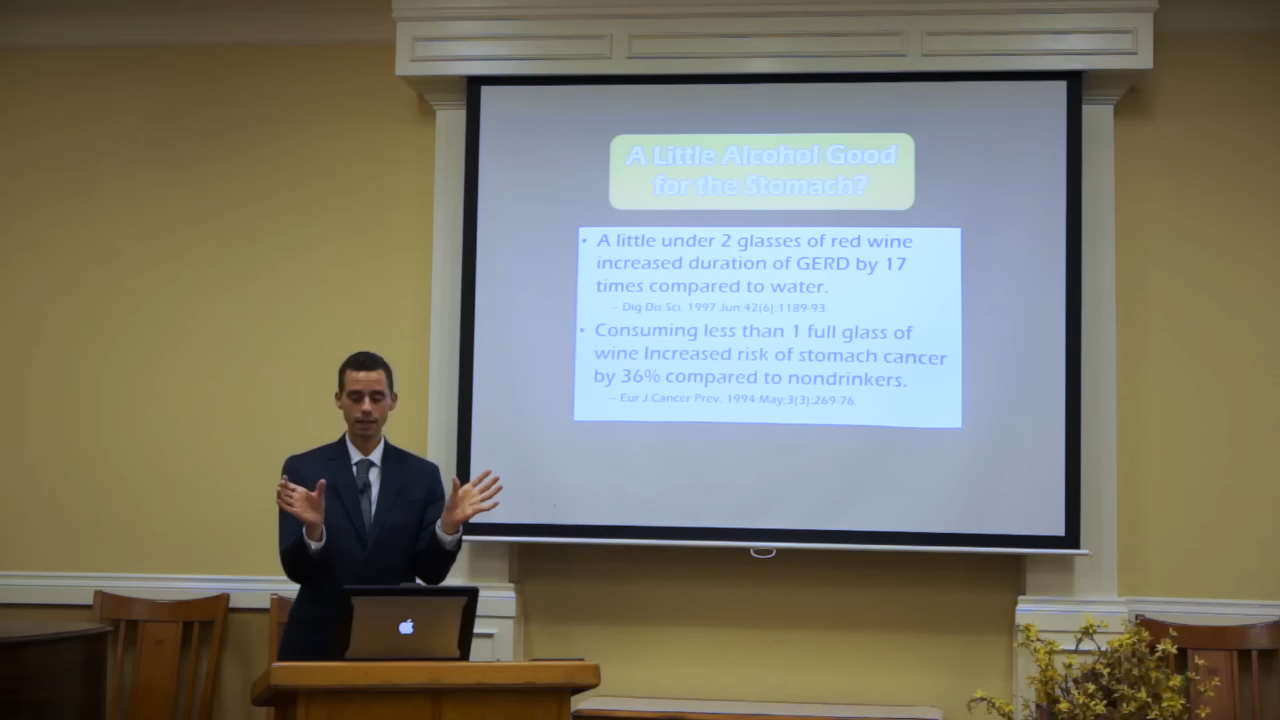 A Little Alcohol Good
for the Stomach?
• A little under 2 glasses of red wine
increased duration of GERD by 17
times compared to water.
– Dig Dis Sci. 1997 Jun;42(6):1189-93.
• Consuming less than 1 full glass of
wine Increased risk of stomach cancer
by 36% compared to nondrinkers.
– Eur J Cancer Prev. 1994 May;3(3):269-76.